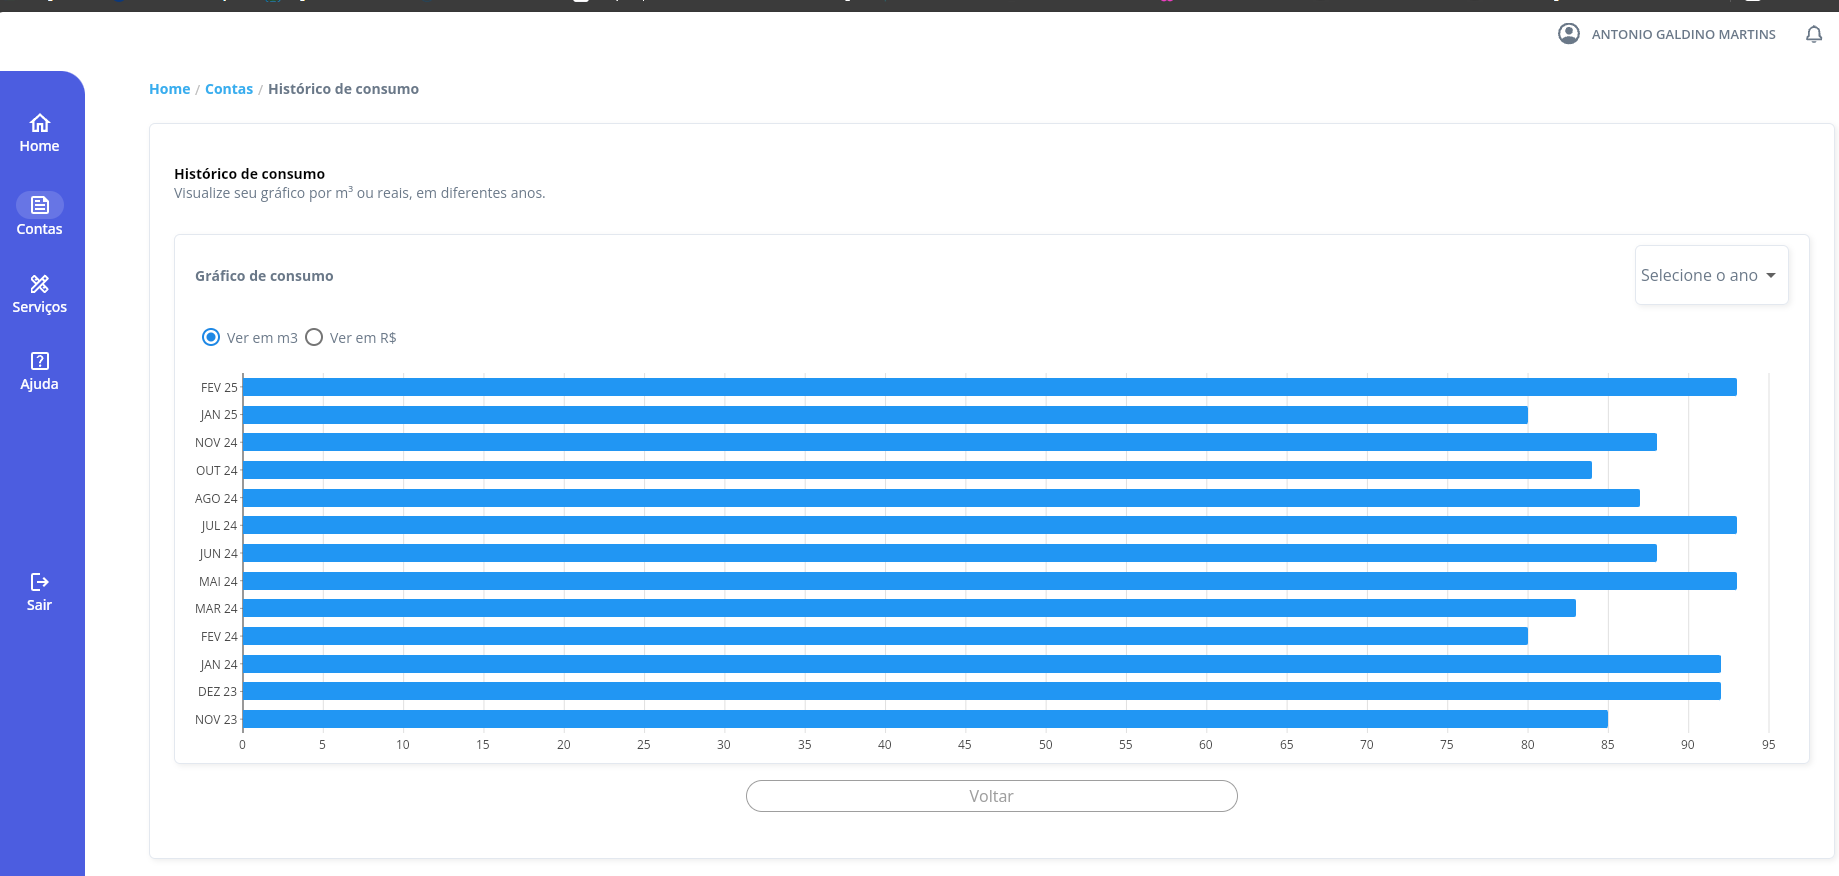 ANTONIO GALDINO MARTINS
Home / Contas / Histórico de consumo
Home
Contas
Serviços
Ajuda
Sair
Histórico de consumo
Visualize seu gráfico por m³ ou reais, em diferentes anos.
Gráfico de consumo
Selecione o ano
Ver em m3 Ver em R$
FEV 25
JAN 25
NOV 24
OUT 24
AGO 24
JUL 24
JUN 24
MAI 24
MAR 24
FEV 24
JAN 24
DEZ 23
NOV 23
0 5 10 15 20 25 30 35 40 45 50 55 60 65 70 75 80 85 90 95
Voltar